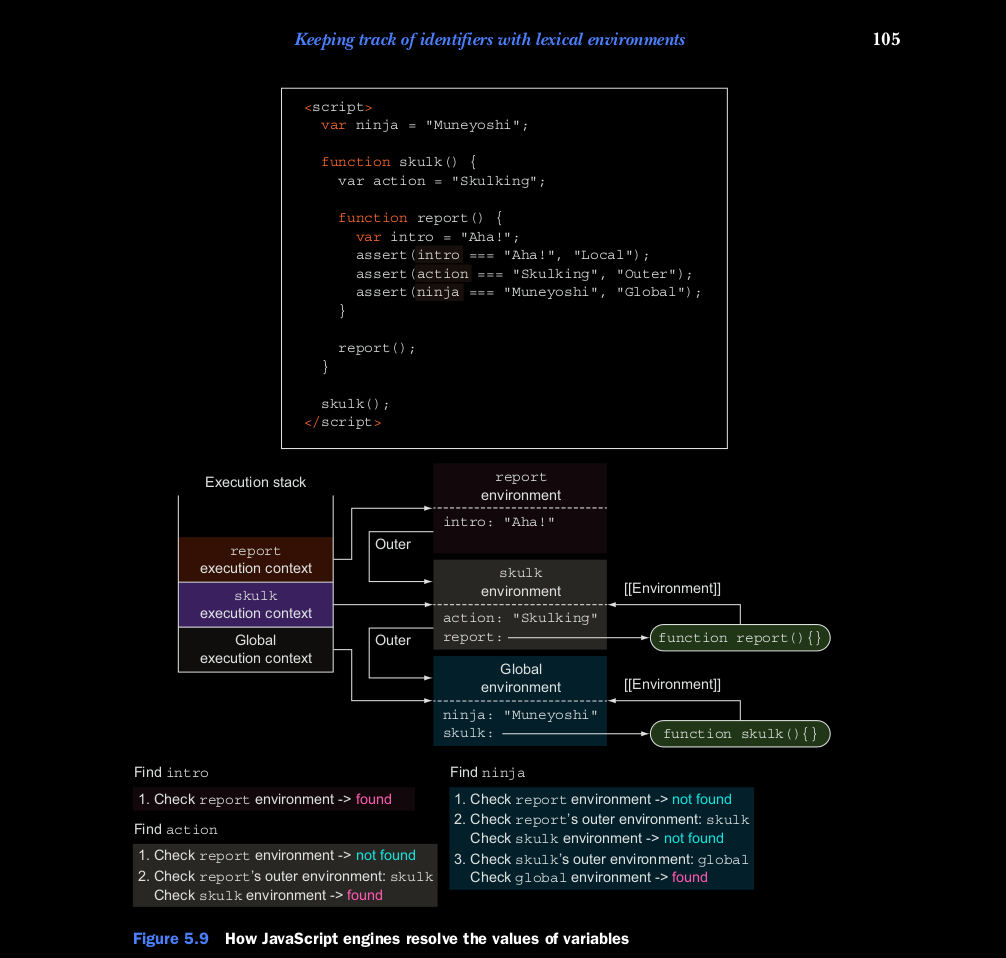 Keeping track of identifiers with lexical environments 105
<script>
var ninja = "Muneyoshi";
function skulk() {
var action = "Skulking";
function report() {
var intro = "Aha!";
assert(intro === "Aha!", "Local");
assert(action === "Skulking", "Outer");
assert(ninja === "Muneyoshi", "Global");
}
report();
}
skulk();
</script>
Execution stack
report
execution context
skulk
execution context
Global
execution context
report
environment
intro: "Aha!"
Outer
skulk
environment
action: "Skulking"
report:
[[Environment]]
function report(){}
Outer
Global
environment
ninja: "Muneyoshi"
skulk:
[[Environment]]
function skulk(){}
Find intro
1. Check report environment -> found
Find action
1. Check report environment -> not found
2. Check report's outer environment: skulk
Check skulk environment -> found
Find ninja
1. Check report environment -> not found
2. Check report's outer environment: skulk
Check skulk environment -> not found
3. Check skulk's outer environment: global
Check global environment -> found
Figure 5.9 How JavaScript engines resolve the values of variables